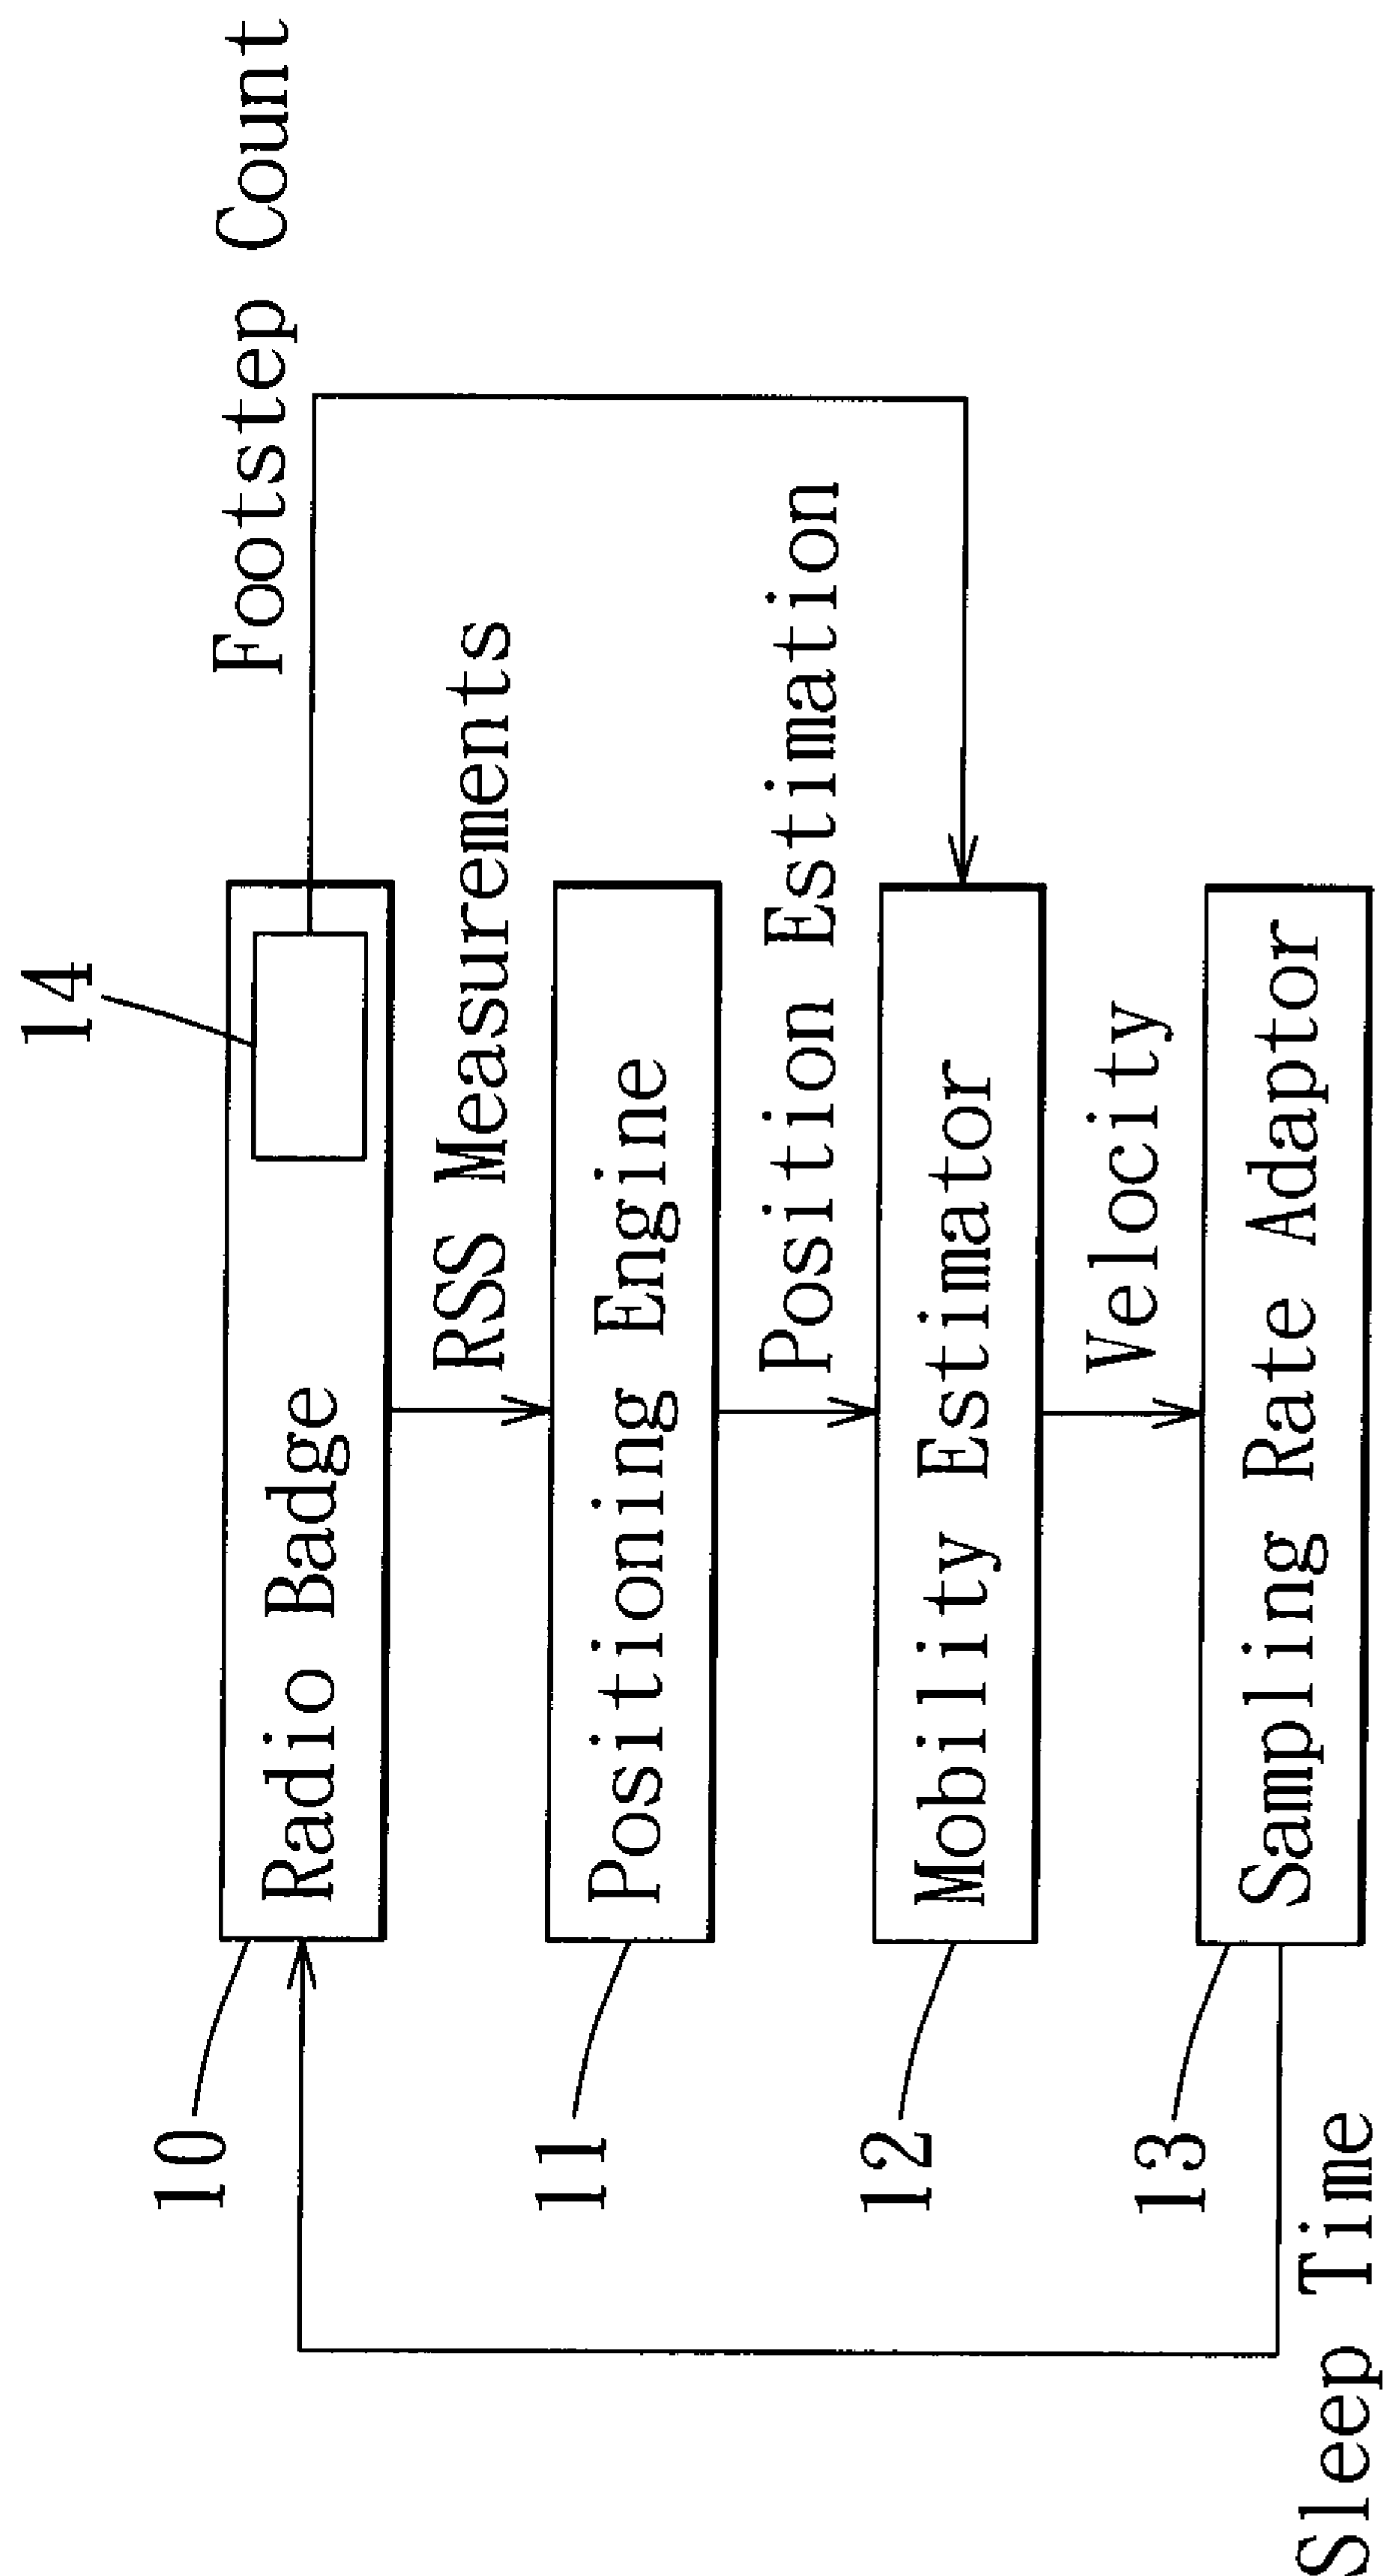 14
Footstep Count
10
Radio Badge
RSS Measurements
11
Positioning Engine
Position Estimation
12
Mobility Estimator
Velocity
13
Sampling Rate Adaptor
Sleep Time